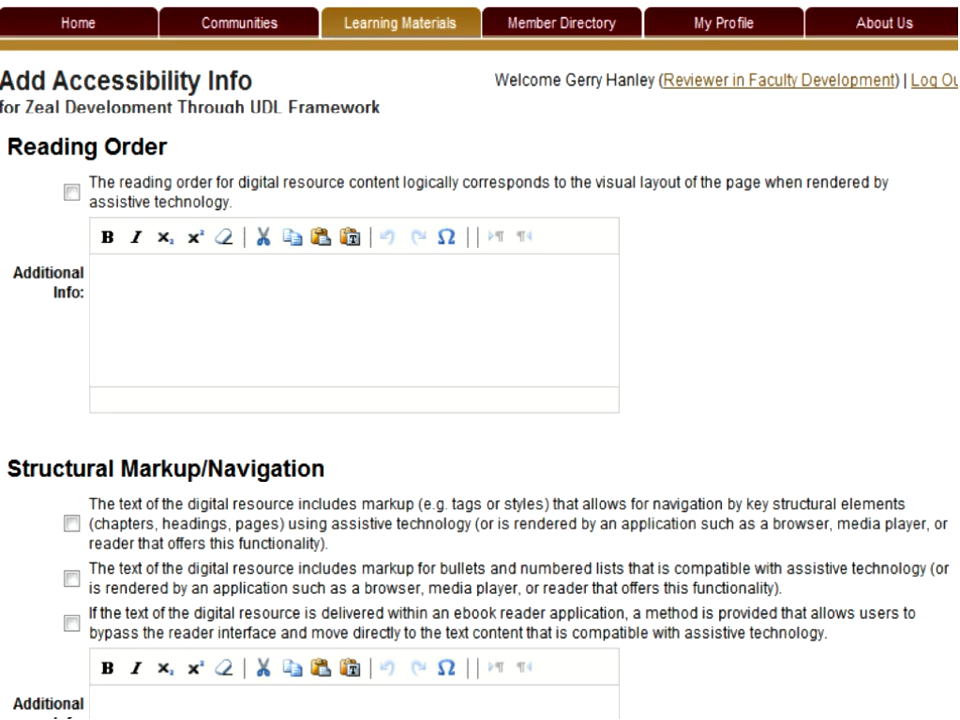 Home Communities Learning Materials Member Directory My Profile About Us
Add Accessibility Info
Welcome Gerry Hanley (Reviewer in Faculty Development) | Log Ou
for Zeal Development Through UDL Framework
Reading Order
The reading order for digital resource content logically corresponds to the visual layout of the page when rendered by
assistive technology.
B I x₂ x² Ω
Additional
Info:
Structural Markup/Navigation
The text of the digital resource includes markup (e.g. tags or styles) that allows for navigation by key structural elements
(chapters, headings, pages) using assistive technology (or is rendered by an application such as a browser, media player, or
reader that offers this functionality).
The text of the digital resource includes markup for bullets and numbered lists that is compatible with assistive technology (or
is rendered by an application such as a browser, media player, or reader that offers this functionality).
If the text of the digital resource is delivered within an ebook reader application, a method is provided that allows users to
bypass the reader interface and move directly to the text content that is compatible with assistive technology.
B I x₂ x² Ω
Additional